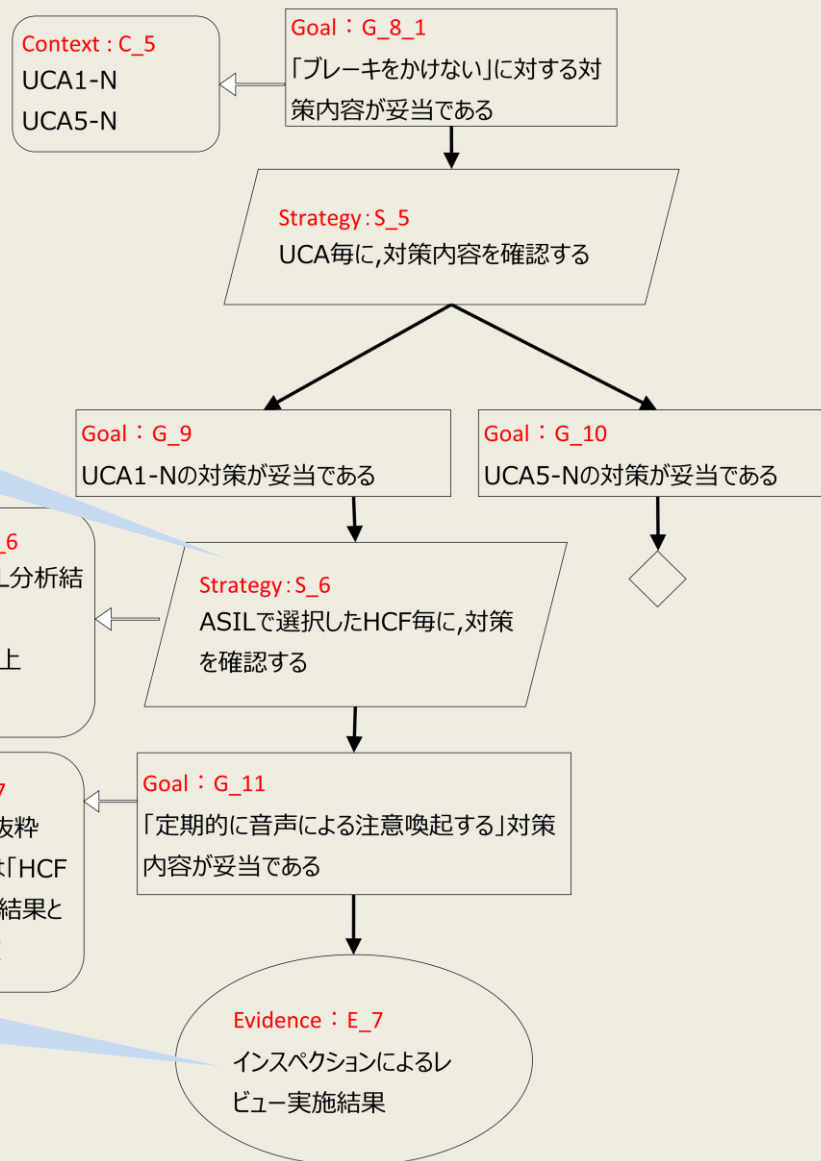 Context : C_5
UCA1-N
UCA5-N
Goal：G_8_1
「ブレーキをかけない」に対する対
策内容が妥当である
Strategy：S_5
UCA毎に,対策内容を確認する
Goal：G_9
UCA1-Nの対策が妥当である
Goal：G_10
UCA5-Nの対策が妥当である
_6
分析結
上
Strategy：S_6
ASILで選択したHCF毎に,対策
を確認する
7
抜粋
「HCF
結果と
Goal：G_11
「定期的に音声による注意喚起する」対策
内容が妥当である
Evidence：E_7
インスペクションによるレ
ビュー実施結果